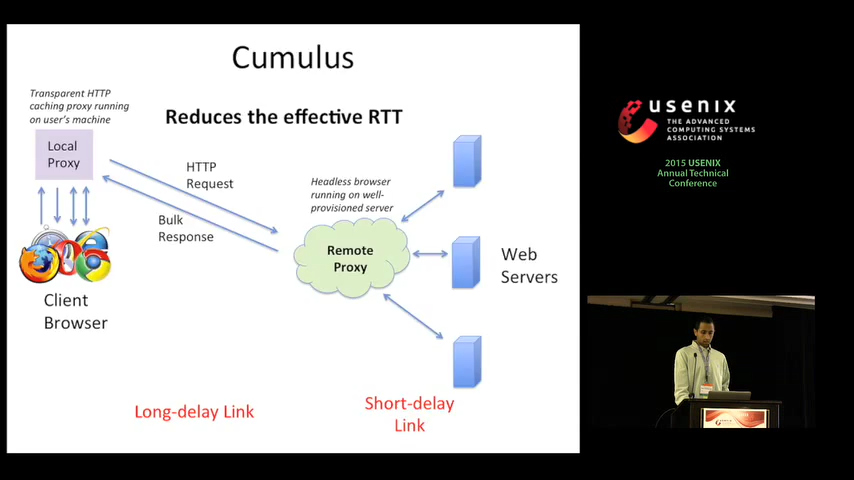 Cumulus
Transparent HTTP
caching proxy running
on user's machine
Reduces the effective RTT
Local
Proxy
HTTP
Request
Bulk
Response
Headless browser
running on well-
provisioned server
Remote
Proxy
Web
Servers
Client
Browser
Long-delay Link
Short-delay
Link
usenix
THE ADVANCED
COMPUTING SYSTEMS
ASSOCIATION
2015 USENIX
Annual Technical
Conference